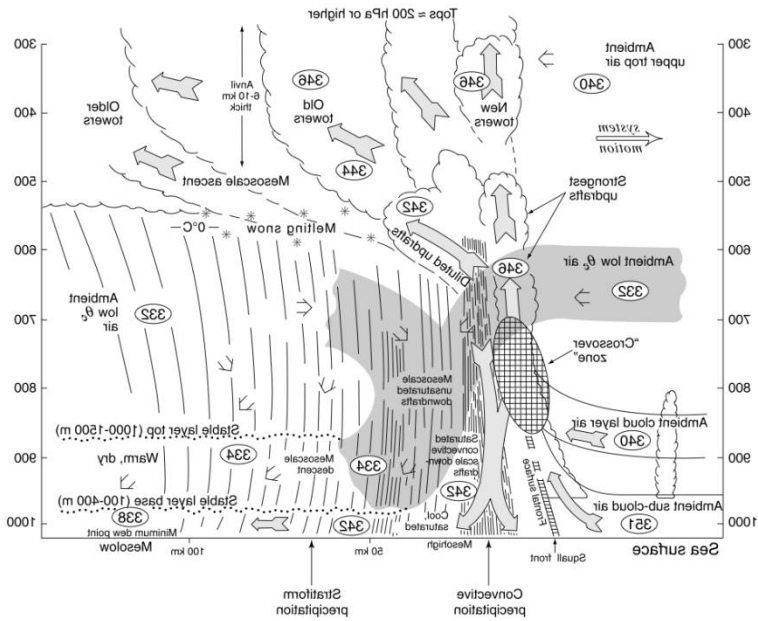 Tops ≈ 200 hPa or higher
300
400
500
600
700
800
900
1000
300
400
500
600
700
800
900
1000
Older
towers
Anvil
6-10 km
thick
346
Old
towers
344
346
New
towers
Ambient
upper trop air
340
system
motion
Mesoscale ascent
342
Strongest
updrafts
—0°C—
Melting snow
Diluted updrafts
346
Ambient low θe air
332
Ambient
low θe
air
332
"Crossover
zone"
Mesoscale
unsaturated
downdrafts
Stable layer top (1000-1500 m)
Ambient cloud layer air
340
Warm, dry,
334
Mesoscale
descent
334
Saturated
convective
scale down-
drafts
342
Frontal surface
Stable layer base (100-400 m)
Ambient sub-cloud air
351
338
Minimum dew point
342
Cool
saturated
Mesolow
100 km
50 km
Mesohigh
Squall front
Sea surface
Stratiform
precipitation
Convective
precipitation